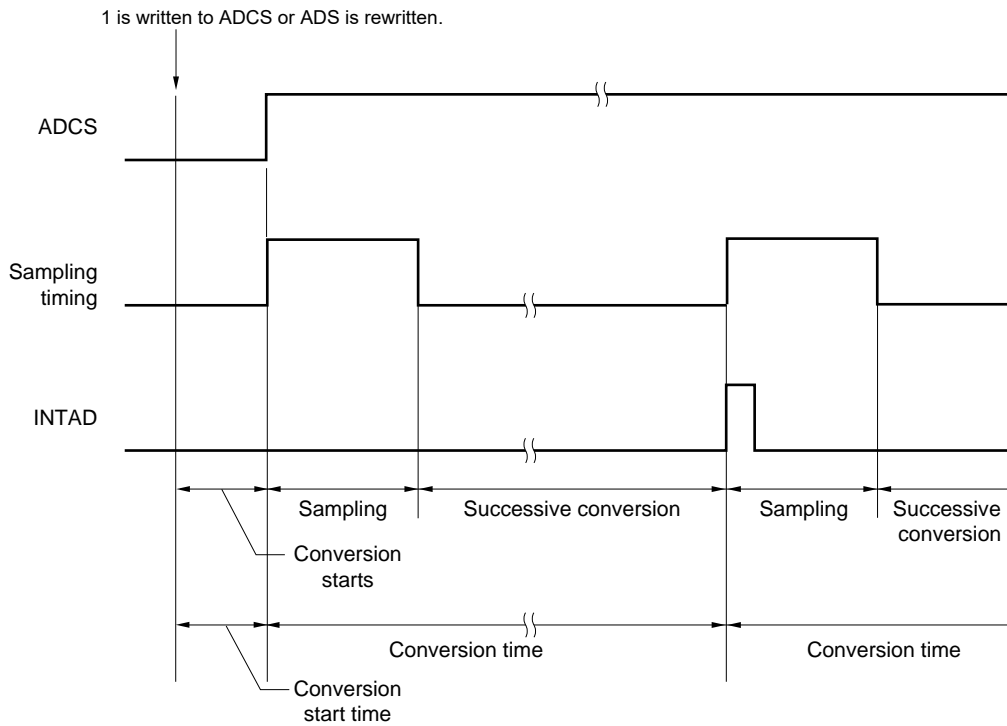 1 is written to ADCS or ADS is rewritten.
ADCS
Sampling
timing
INTAD
Sampling
Successive conversion
Sampling
Successive
conversion
Conversion
starts
Conversion time
Conversion time
Conversion
start time